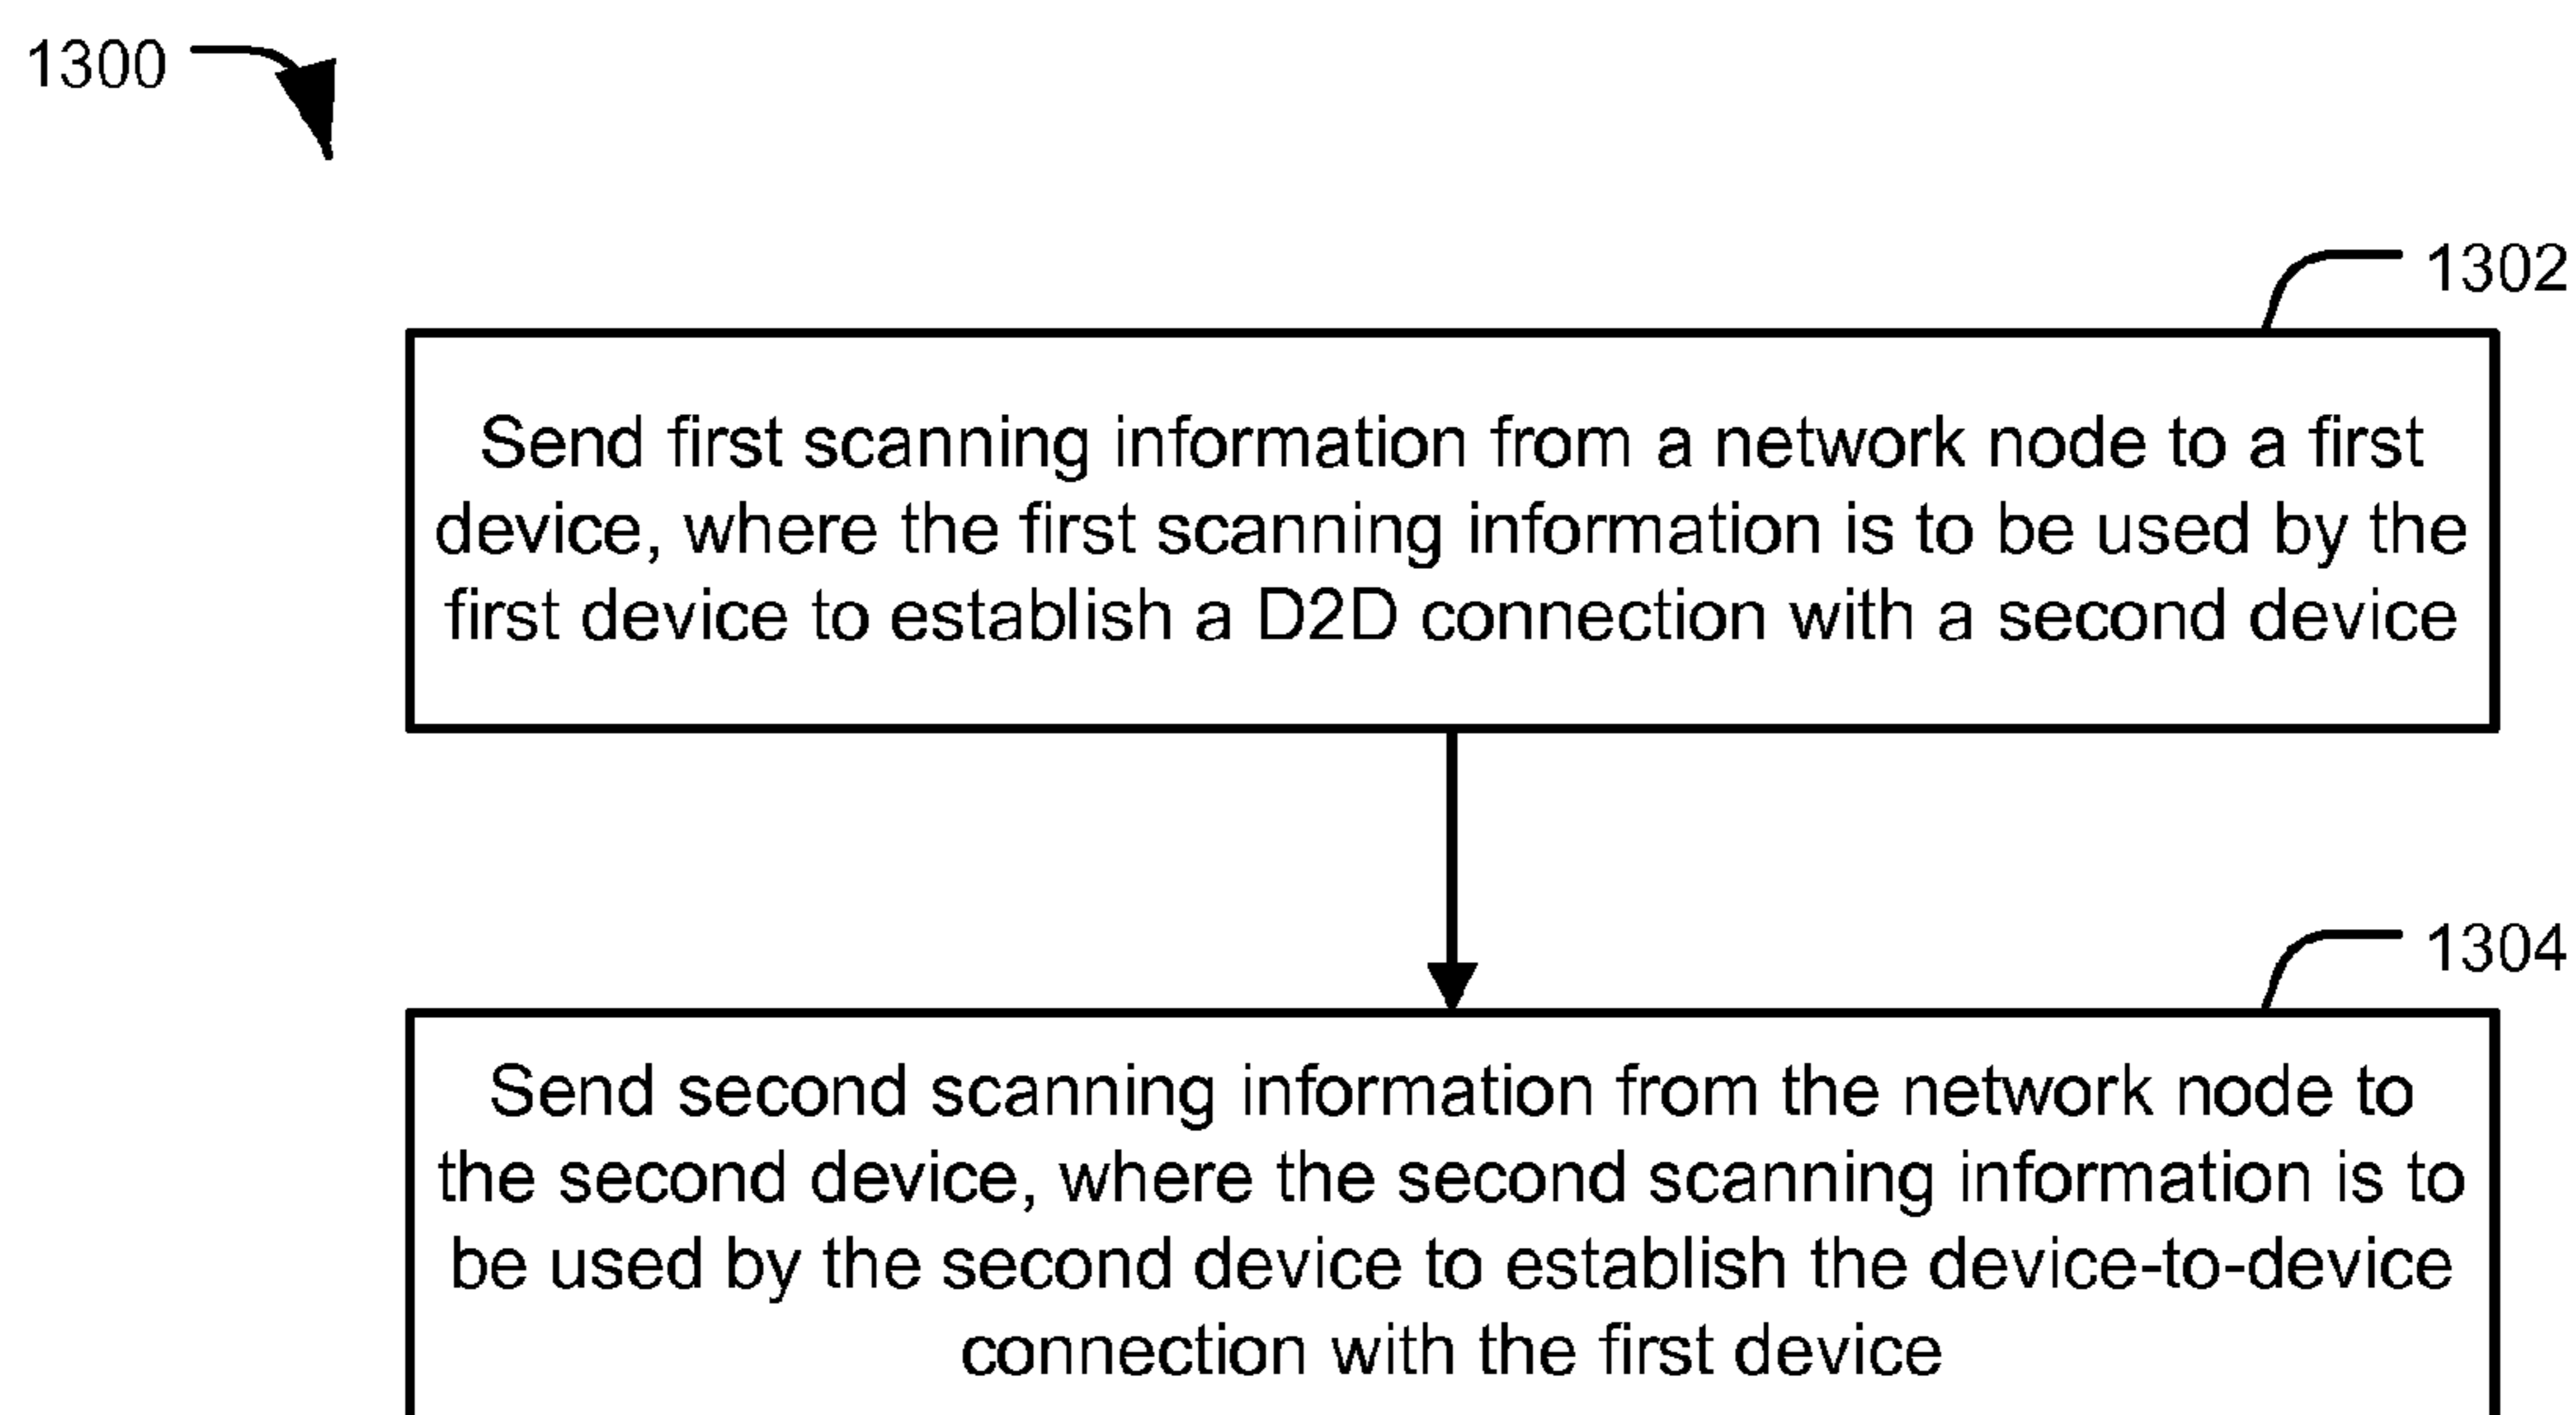 1300
1302
Send first scanning information from a network node to a first
device, where the first scanning information is to be used by the
first device to establish a D2D connection with a second device
1304
Send second scanning information from the network node to
the second device, where the second scanning information is to
be used by the second device to establish the device-to-device
connection with the first device